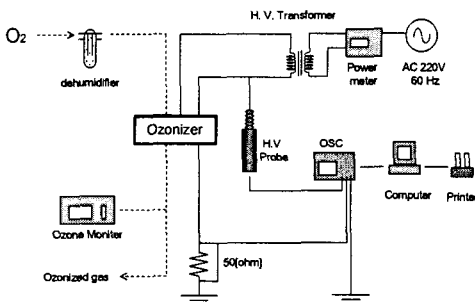 H. V. Transformer
O₂
dehumidifier
Power
meter
AC 220V
60 Hz
Ozonizer
H.V
Probe
OSC
Computer
Printer
Ozone Moniter
50[ohm]
Ozonized gas